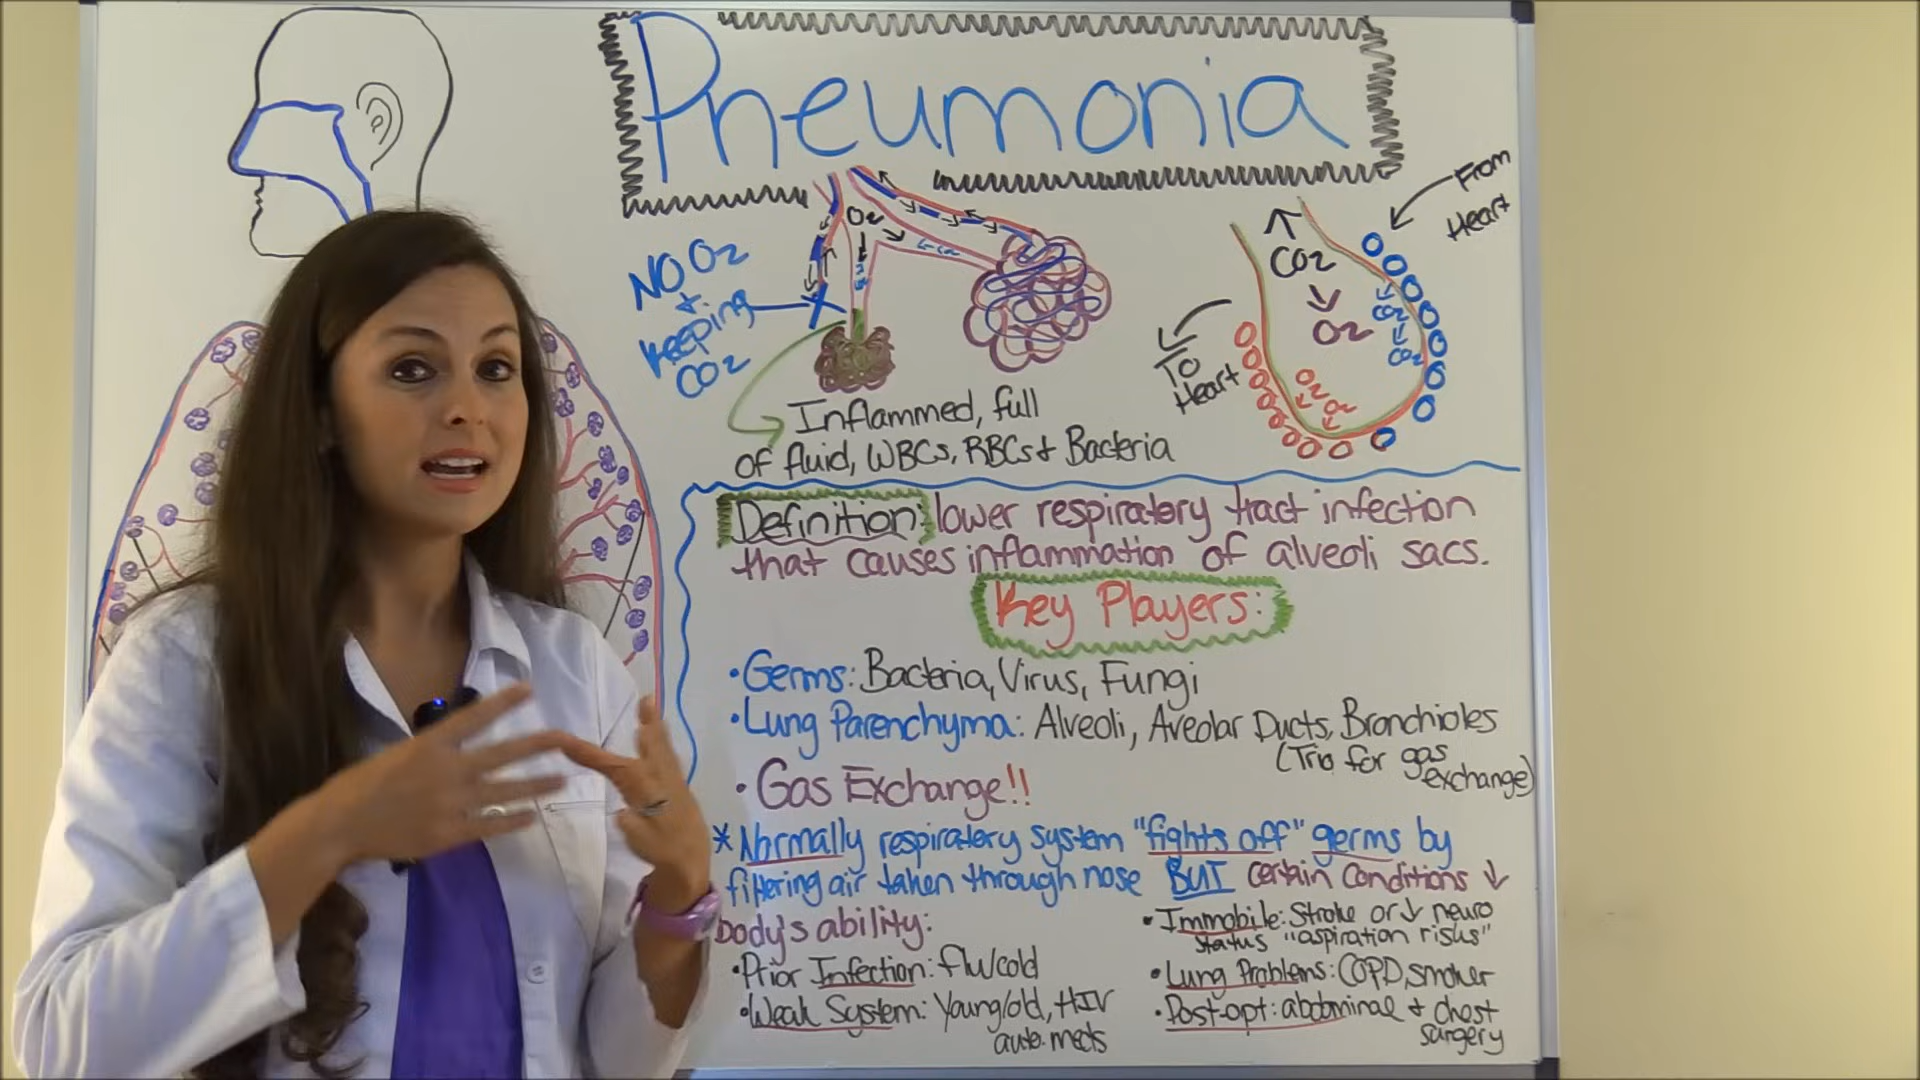 Pneumonia
From
Heart
O2
NO O2
+
keeping
CO2
CO2
O2
CO2
CO2
To
Heart
O2
O2
Inflammed, full
of fluid, WBCs, RBCs + Bacteria
Definition: lower respiratory tract infection
that causes inflammation of alveoli sacs.
Key Players:
•Germs: Bacteria, Virus, Fungi
•Lung Parenchyma: Alveoli, Aveolar Ducts, Bronchioles
(Trio for gas
exchange)
• Gas Exchange!!
*Normally respiratory system "fights off" germs by
filtering air taken through nose BUT certain conditions ↓
body's ability:
•Prior Infection: flu/cold
•Weak System: Young/old, HIV
auto. meds
•Immobile: Stroke or ↓ neuro
status "aspiration risks"
•Lung Problems: COPD, smoker
•Post-opt: abdominal + chest
surgery